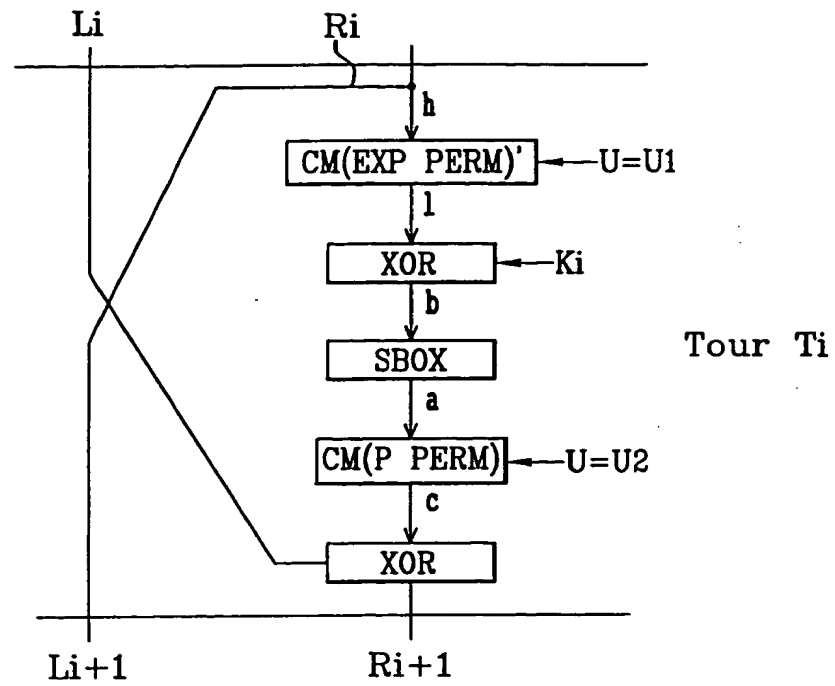 Li
Ri
h
CM(EXP PERM)'
U=U1
l
XOR
Ki
b
SBOX
Tour Ti
a
CM(P PERM)
U=U2
c
XOR
Li+1
Ri+1